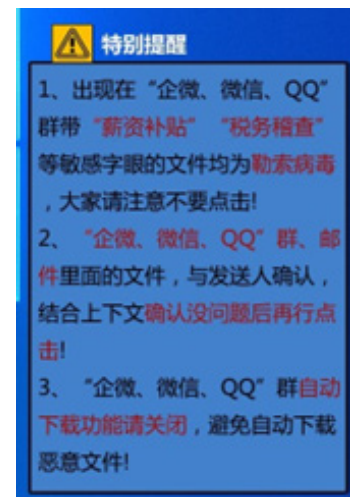 特别提醒
1、出现在“企微、微信、QQ”
群带“薪资补贴”“税务稽查”
等敏感字眼的文件均为勒索病毒
，大家请注意不要点击!
2、“企微、微信、QQ”群、邮
件里面的文件，与发送人确认，
结合上下文确认没问题后再行点
击!
3、“企微、微信、QQ”群自动
下载功能请关闭，避免自动下载
恶意文件!